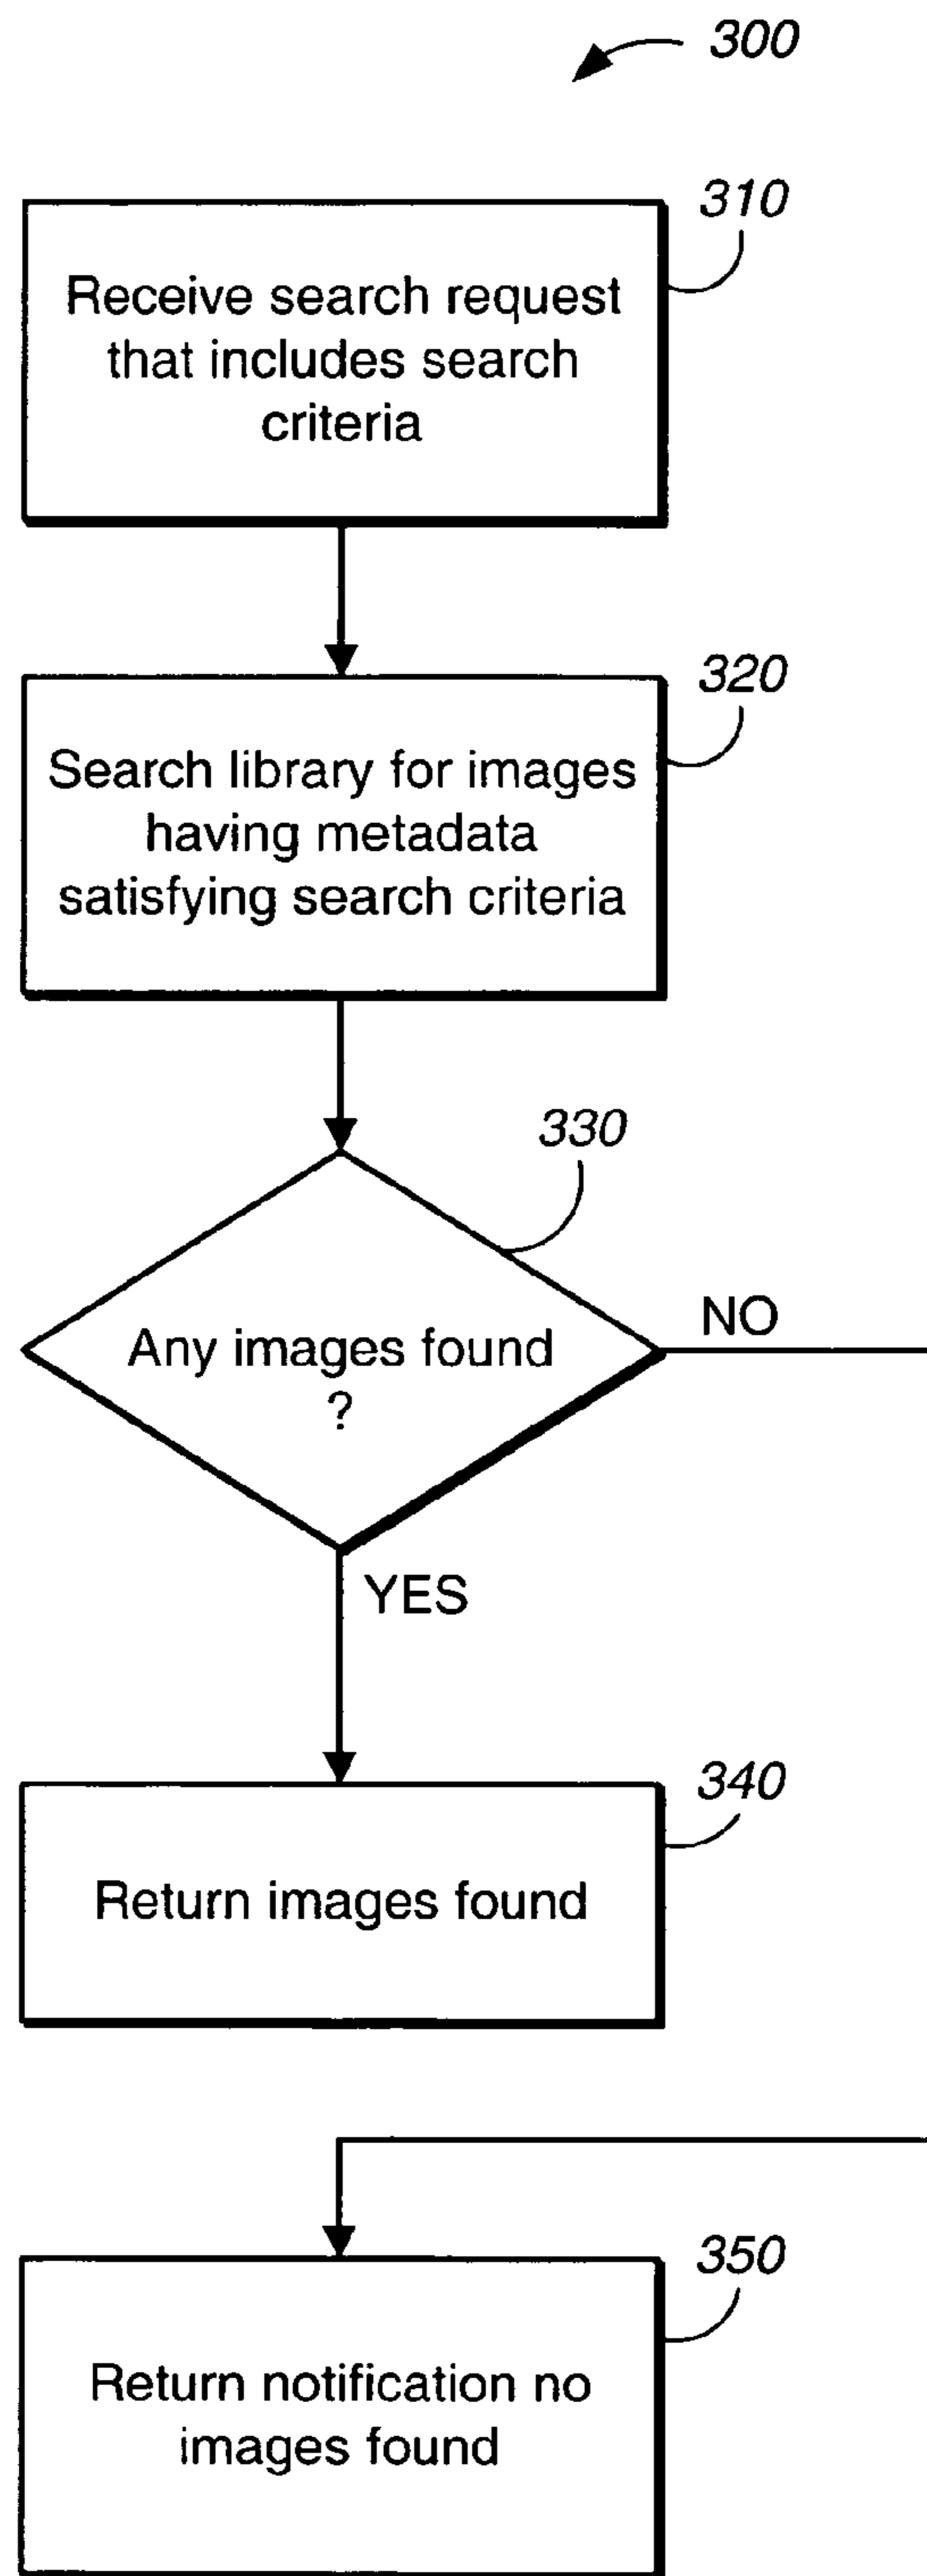 300
310
Receive search request
that includes search
criteria
320
Search library for images
having metadata
satisfying search criteria
330
Any images found
?
NO
YES
340
Return images found
350
Return notification no
images found